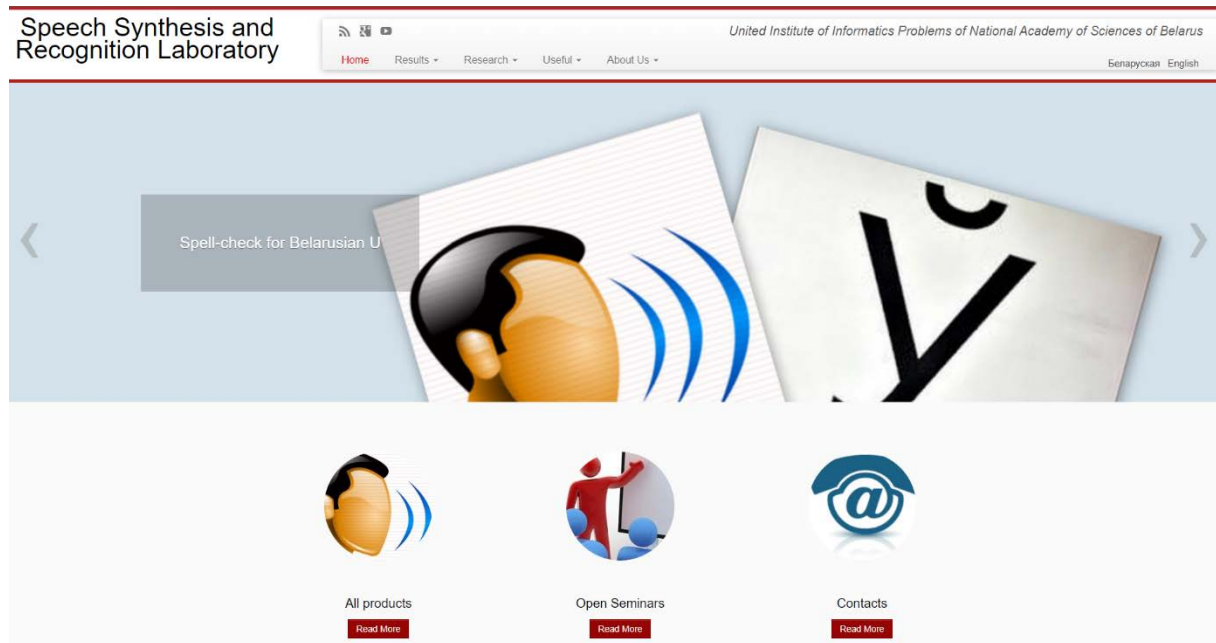 Speech Synthesis and
Recognition Laboratory
United Institute of Informatics Problems of National Academy of Sciences of Belarus
Home Results Research Useful About Us
Беларуская English
Spell-check for Belarusian U
ў
@
All products Open Seminars Contacts
Read More Read More Read More